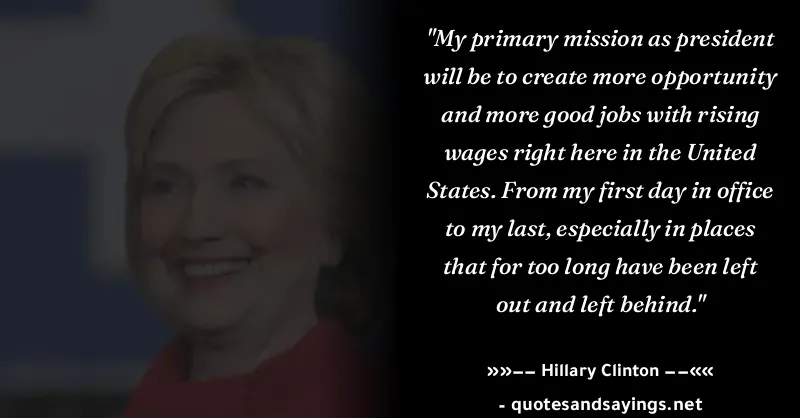 "My primary mission as president
will be to create more opportunity
and more good jobs with rising
wages right here in the United
States. From my first day in office
to my last, especially in places
that for too long have been left
out and left behind."
»»–– Hillary Clinton ––««
- quotesandsayings.net